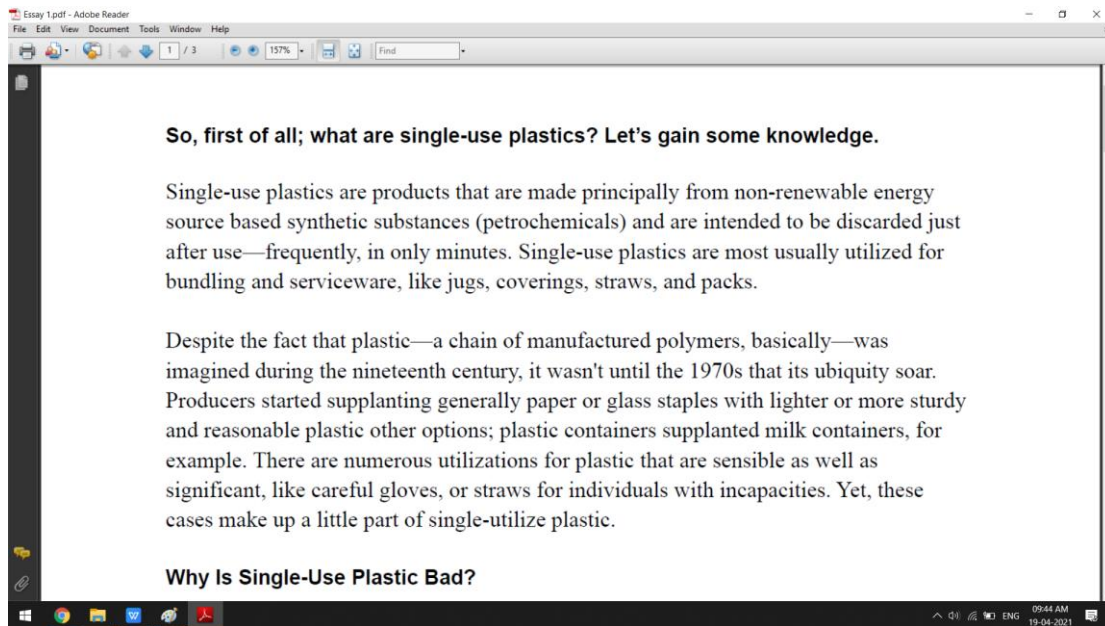 Essay 1.pdf - Adobe Reader
File Edit View Document Tools Window Help
1 / 3 157% Find
So, first of all; what are single-use plastics? Let’s gain some knowledge.
Single-use plastics are products that are made principally from non-renewable energy
source based synthetic substances (petrochemicals) and are intended to be discarded just
after use—frequently, in only minutes. Single-use plastics are most usually utilized for
bundling and serviceware, like jugs, coverings, straws, and packs.
Despite the fact that plastic—a chain of manufactured polymers, basically—was
imagined during the nineteenth century, it wasn't until the 1970s that its ubiquity soar.
Producers started supplanting generally paper or glass staples with lighter or more sturdy
and reasonable plastic other options; plastic containers supplanted milk containers, for
example. There are numerous utilizations for plastic that are sensible as well as
significant, like careful gloves, or straws for individuals with incapacities. Yet, these
cases make up a little part of single-utilize plastic.
Why Is Single-Use Plastic Bad?
W
ENG
09:44 AM
19-04-2021